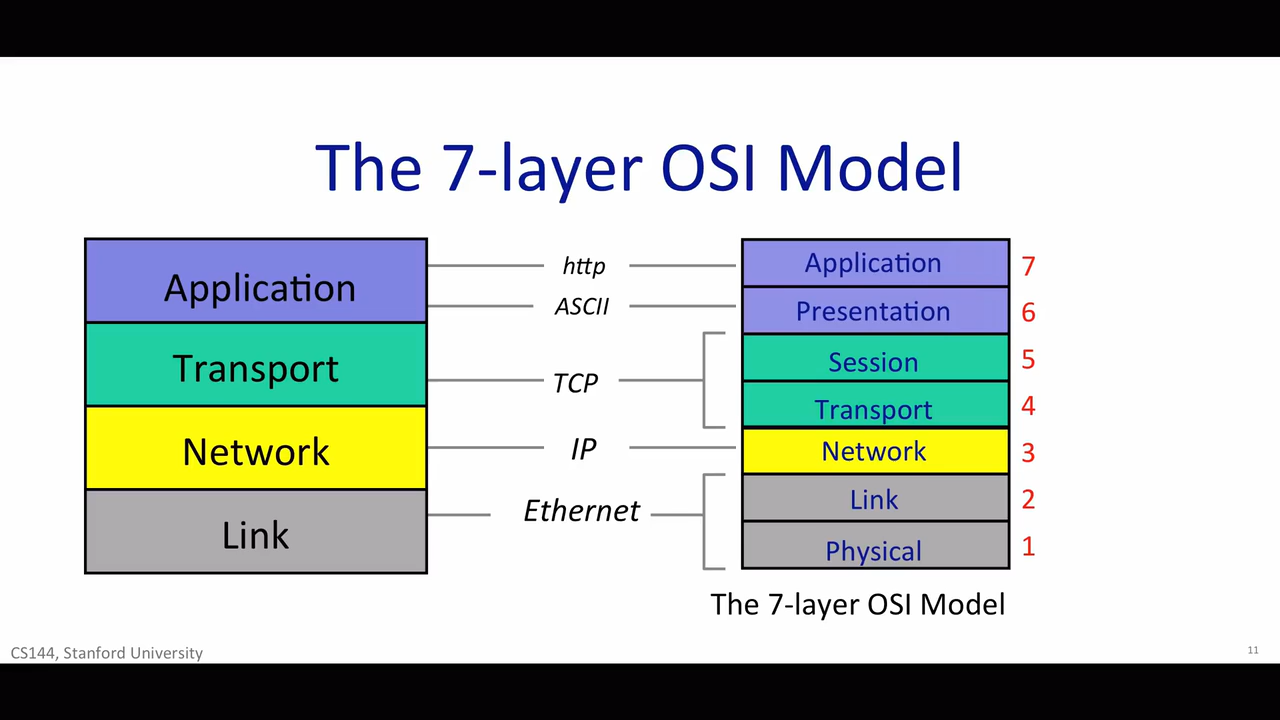 The 7-layer OSI Model
Application
Transport
Network
Link
http
ASCII
TCP
IP
Ethernet
Application 7
Presentation 6
Session 5
Transport 4
Network 3
Link 2
Physical 1
The 7-layer OSI Model
CS144, Stanford University
11